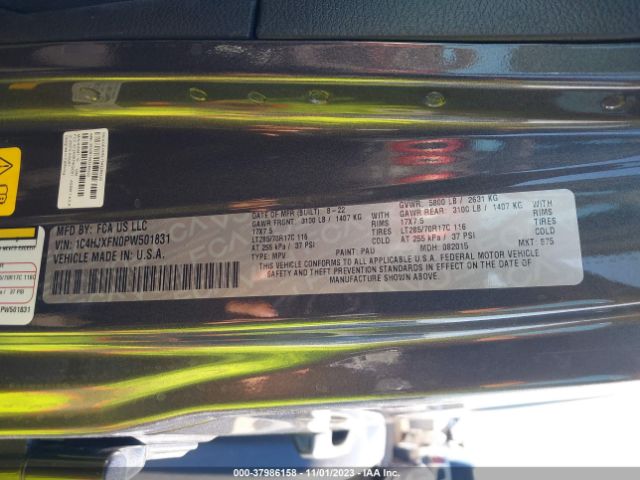 MFD BY: FCA US LLC
VIN: 1C4HJXFN0PW501831
VEHICLE MADE IN: U.S.A.
DATE OF MFR (BUILT) 8-22
GAWR FRONT: 3100 LB / 1407 KG WITH
17X7.5 RIMS
LT285/70R17C 116 TIRES
AT 255 kPa / 37 PSI COLD
TYPE: MPV PAINT: PAU
GVWR: 5800 LB / 2631 KG
GAWR REAR: 3100 LB / 1407 KG WITH
17X7.5 RIMS
LT285/70R17C 116 TIRES
AT 255 kPa / 37 PSI COLD
MDH: 082015 MKT: 875
THIS VEHICLE CONFORMS TO ALL APPLICABLE U.S.A. FEDERAL MOTOR VEHICLE
SAFETY, BUMPER, AND THEFT PREVENTION STANDARDS IN EFFECT ON THE DATE OF
MANUFACTURE SHOWN ABOVE.
PW501831
000-37986158 - 11/01/2023 - IAAI.COM